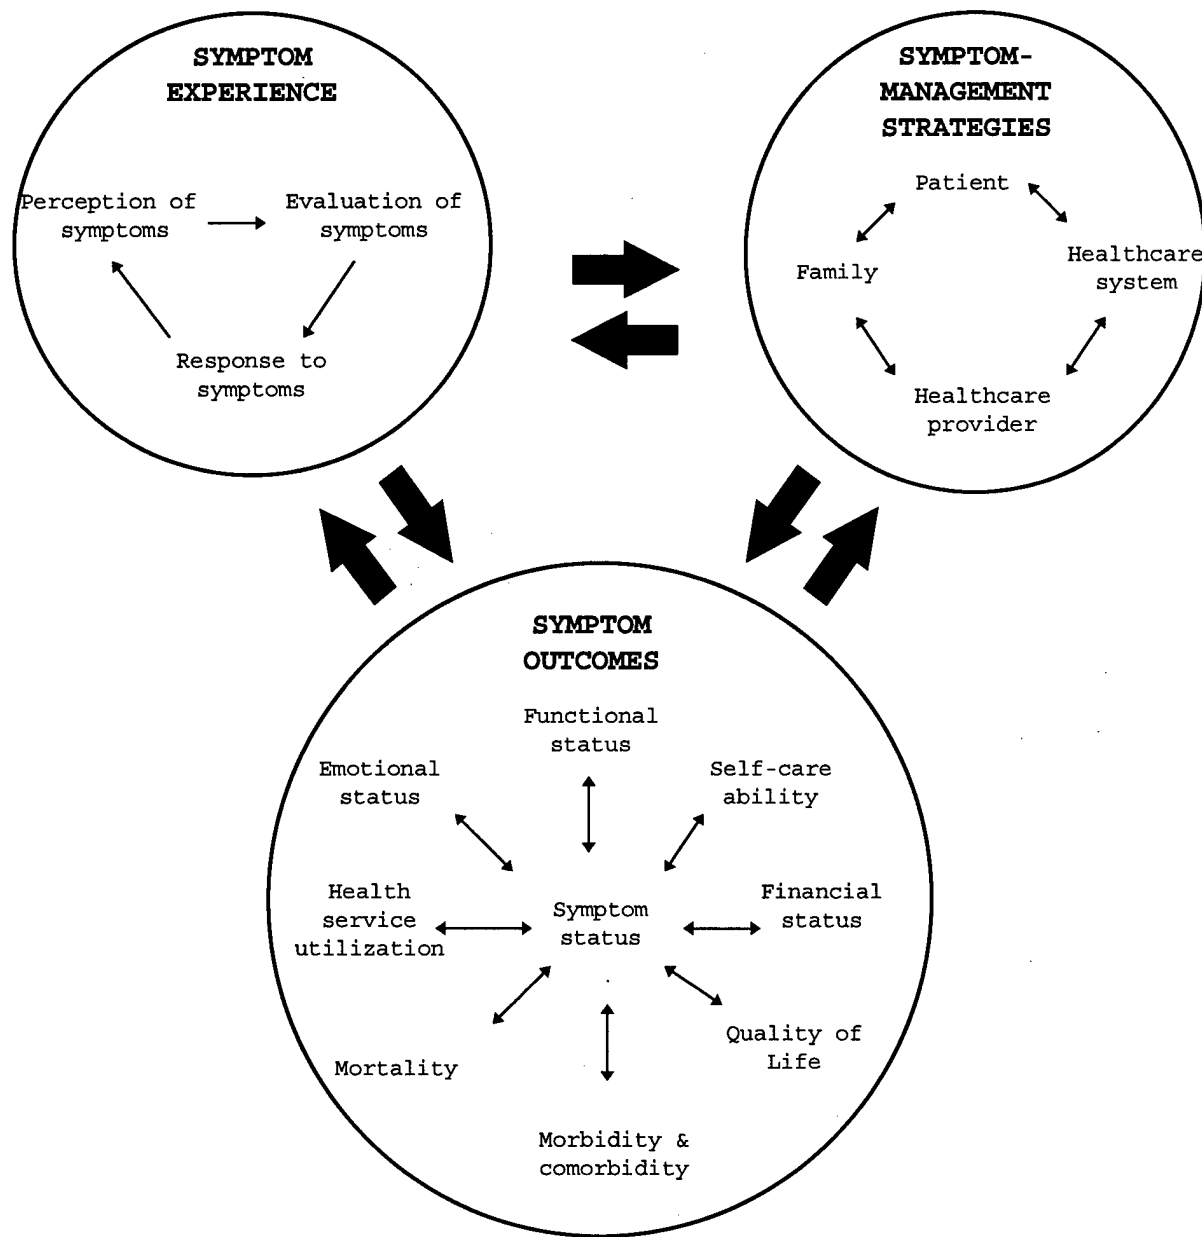 SYMPTOM
EXPERIENCE
Perception of
symptoms
Evaluation of
symptoms
Response to
symptoms
SYMPTOM-
MANAGEMENT
STRATEGIES
Patient
Family
Healthcare
system
Healthcare
provider
SYMPTOM
OUTCOMES
Functional
status
Emotional
status
Self-care
ability
Health
service
utilization
Symptom
status
Financial
status
Mortality
Quality of
Life
Morbidity &
comorbidity